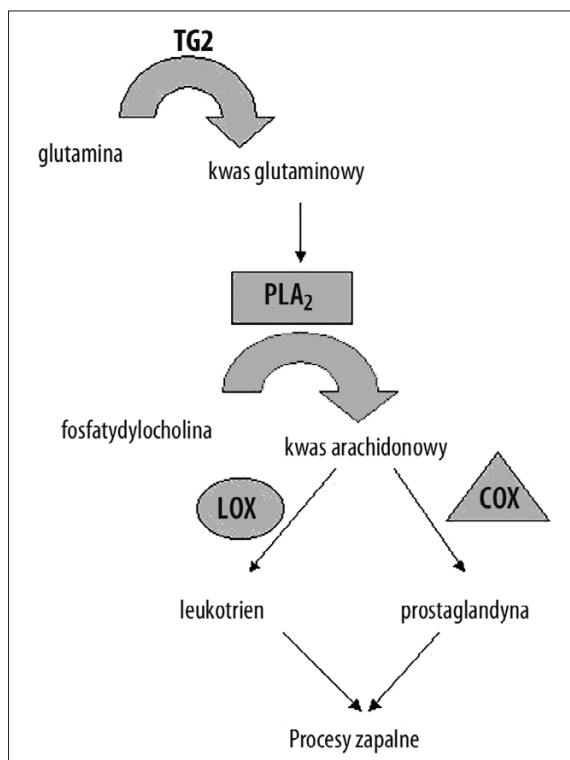 TG2
glutamina
kwas glutaminowy
PLA₂
fosfatydylocholina
kwas arachidonowy
LOX
COX
leukotrien
prostaglandyna
Procesy zapalne